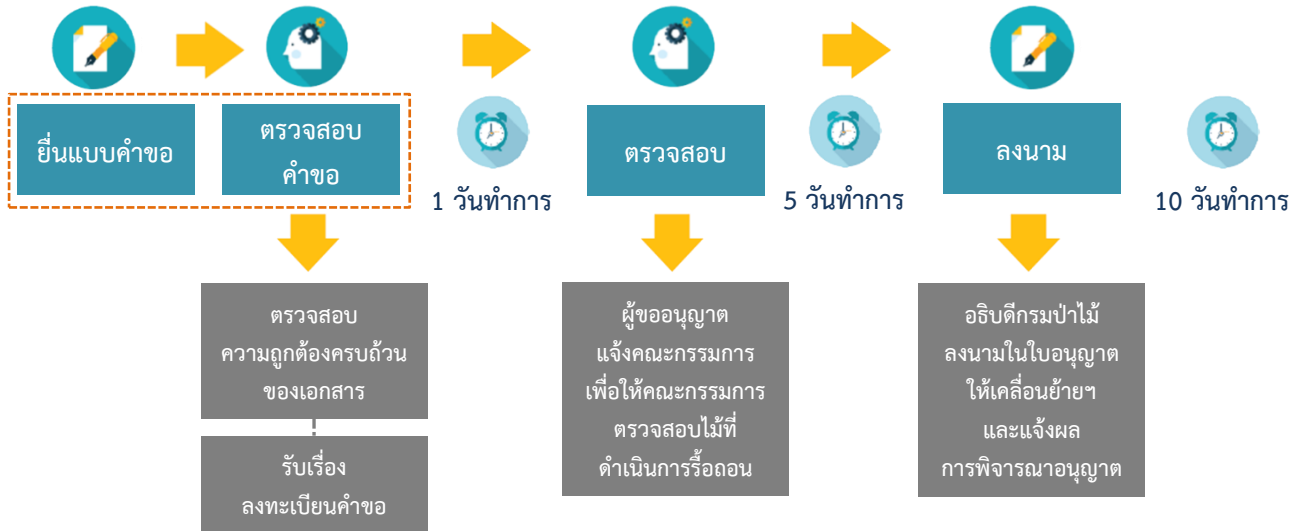 ยื่นแบบคำขอ
ตรวจสอบ
คำขอ
1 วันทำการ
ตรวจสอบ
5 วันทำการ
ลงนาม
10 วันทำการ
ตรวจสอบ
ความถูกต้องครบถ้วน
ของเอกสาร
รับเรื่อง
ลงทะเบียนคำขอ
ผู้ขออนุญาต
แจ้งคณะกรรมการ
เพื่อให้คณะกรรมการ
ตรวจสอบไม้ที่
ดำเนินการรื้อถอน
อธิบดีกรมป่าไม้
ลงนามในใบอนุญาต
ให้เคลื่อนย้ายฯ
และแจ้งผล
การพิจารณาอนุญาต